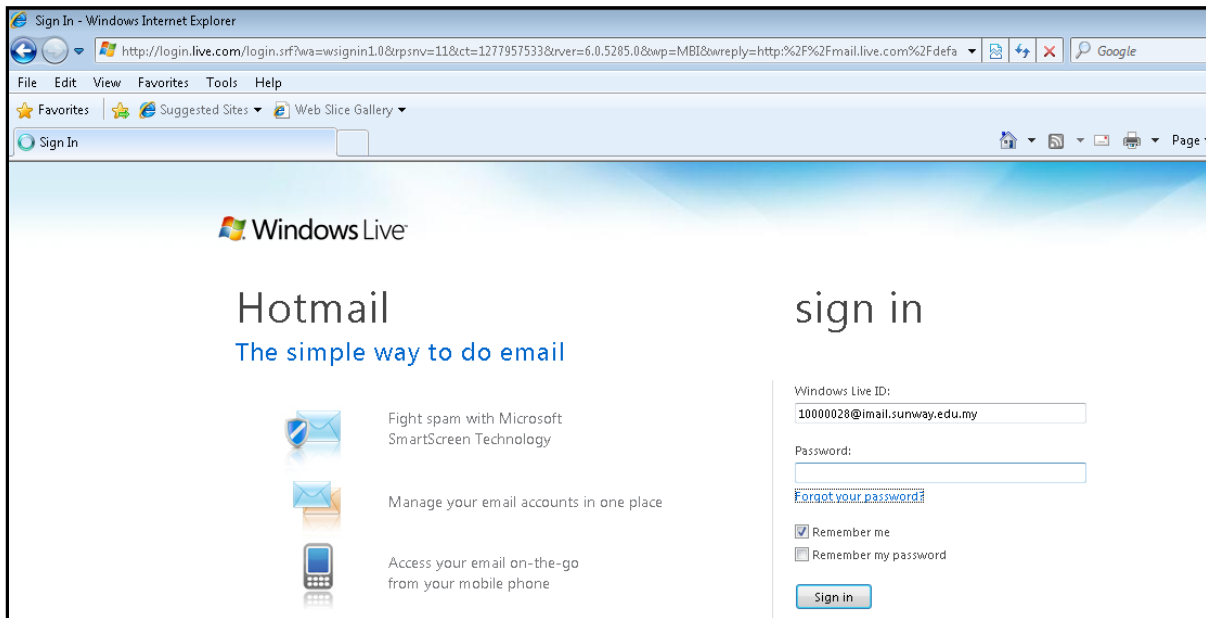 Sign In - Windows Internet Explorer
http://login.live.com/login.srf?wa=wsignin1.0&rpsnv=11&ct=1277957533&rver=6.0.5285.0&wp=MBI&wreply=http:%2F%2Fmail.live.com%2Fdefa
Google
File Edit View Favorites Tools Help
Favorites Suggested Sites Web Slice Gallery
Sign In
Page
Windows Live
Hotmail
The simple way to do email
Fight spam with Microsoft
SmartScreen Technology
Manage your email accounts in one place
Access your email on-the-go
from your mobile phone
sign in
Windows Live ID:
10000028@imail.sunway.edu.my
Password:
Forgot your password?
Remember me
Remember my password
Sign in